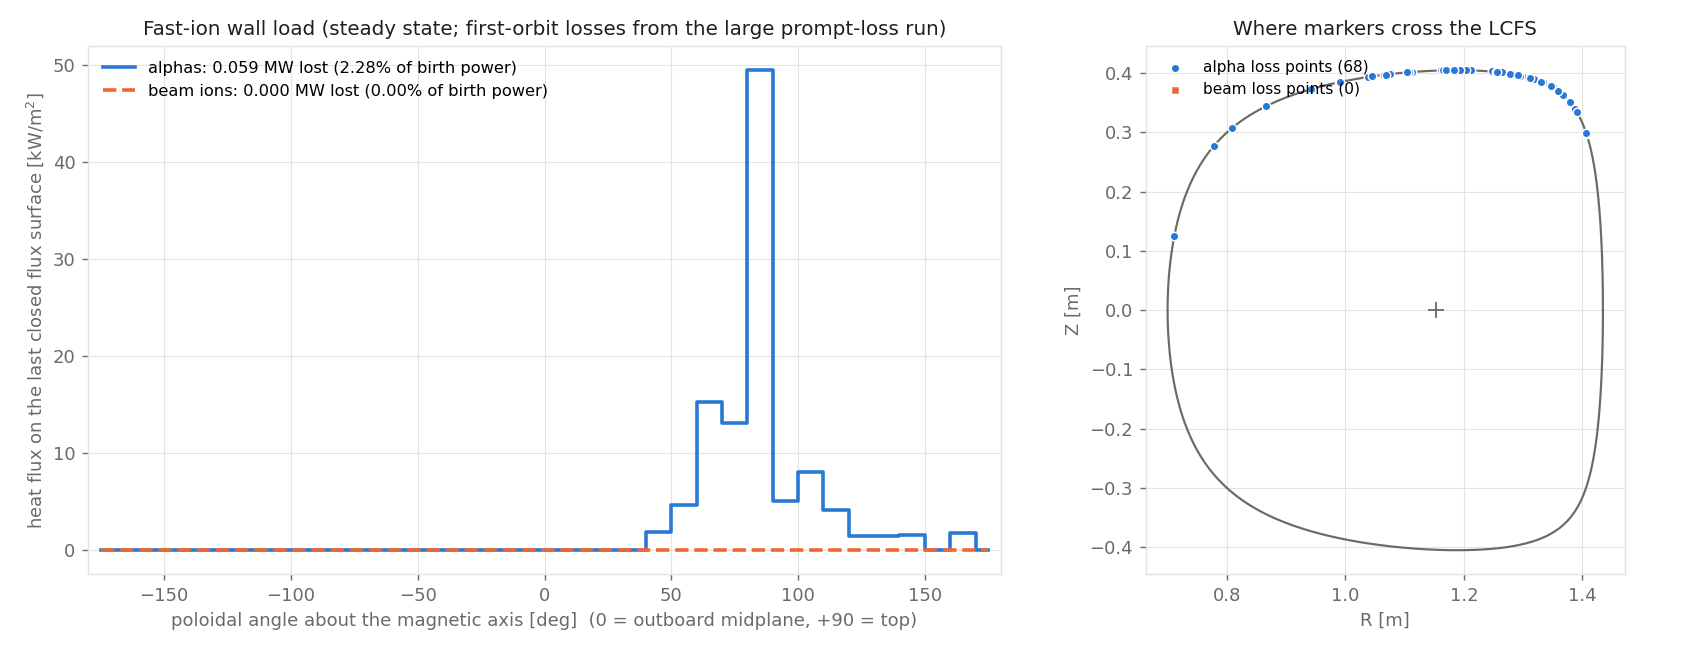 Fast-ion wall load (steady state; first-orbit losses from the large prompt-loss run)
alphas: 0.059 MW lost (2.28% of birth power)
beam ions: 0.000 MW lost (0.00% of birth power)
heat flux on the last closed flux surface [kW/m²]
50
40
30
20
10
0
−150
−100
−50
0
50
100
150
poloidal angle about the magnetic axis [deg]  (0 = outboard midplane, +90 = top)
Where markers cross the LCFS
alpha loss points (68)
beam loss points (0)
Z [m]
0.4
0.3
0.2
0.1
0.0
−0.1
−0.2
−0.3
−0.4
0.8
1.0
1.2
1.4
R [m]